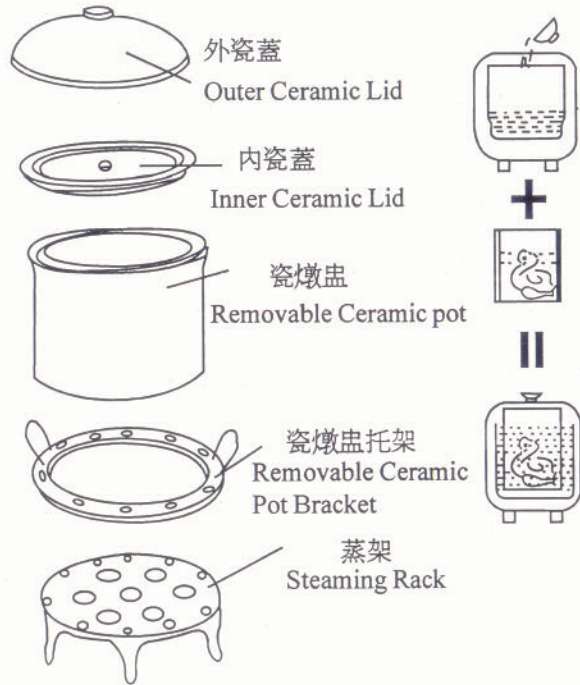 外瓷蓋
Outer Ceramic Lid
內瓷蓋
Inner Ceramic Lid
瓷燉盅
Removable Ceramic pot
瓷燉盅托架
Removable Ceramic
Pot Bracket
蒸架
Steaming Rack